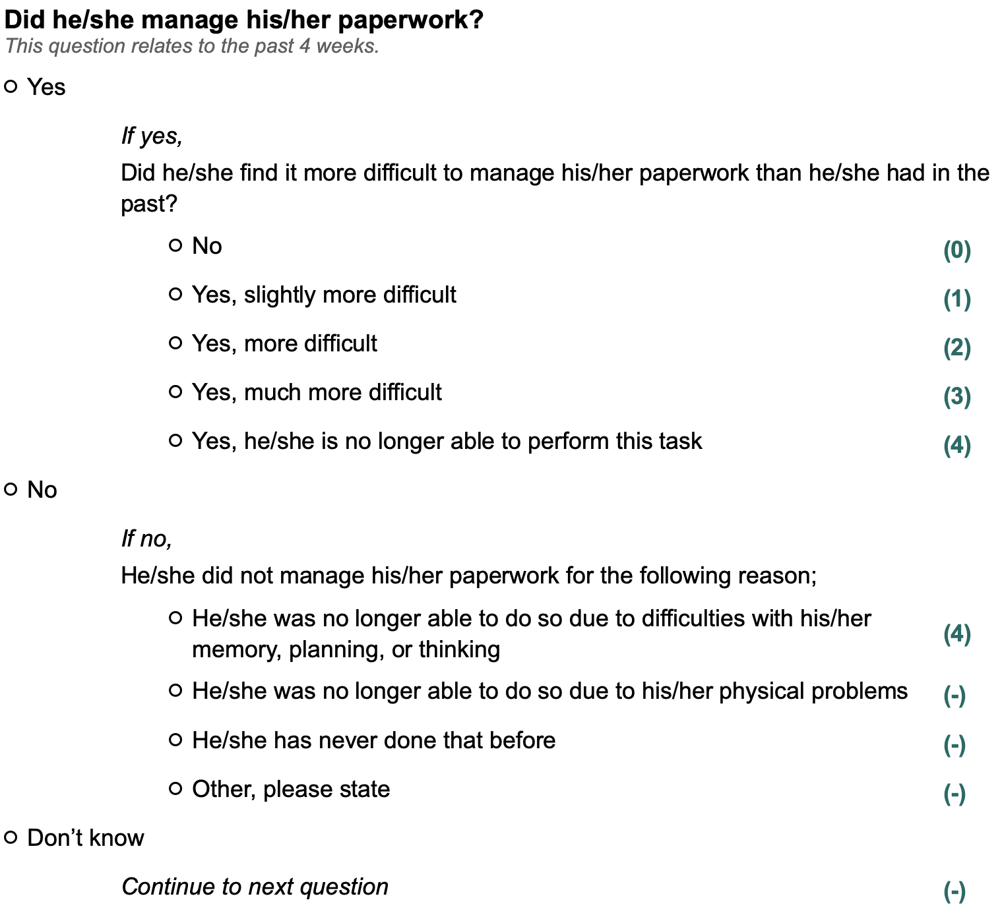 Did he/she manage his/her paperwork?
This question relates to the past 4 weeks.
Yes
If yes,
Did he/she find it more difficult to manage his/her paperwork than he/she had in the
past?
No (0)
Yes, slightly more difficult (1)
Yes, more difficult (2)
Yes, much more difficult (3)
Yes, he/she is no longer able to perform this task (4)
No
If no,
He/she did not manage his/her paperwork for the following reason;
He/she was no longer able to do so due to difficulties with his/her
memory, planning, or thinking (4)
He/she was no longer able to do so due to his/her physical problems (-)
He/she has never done that before (-)
Other, please state (-)
Don’t know
Continue to next question (-)